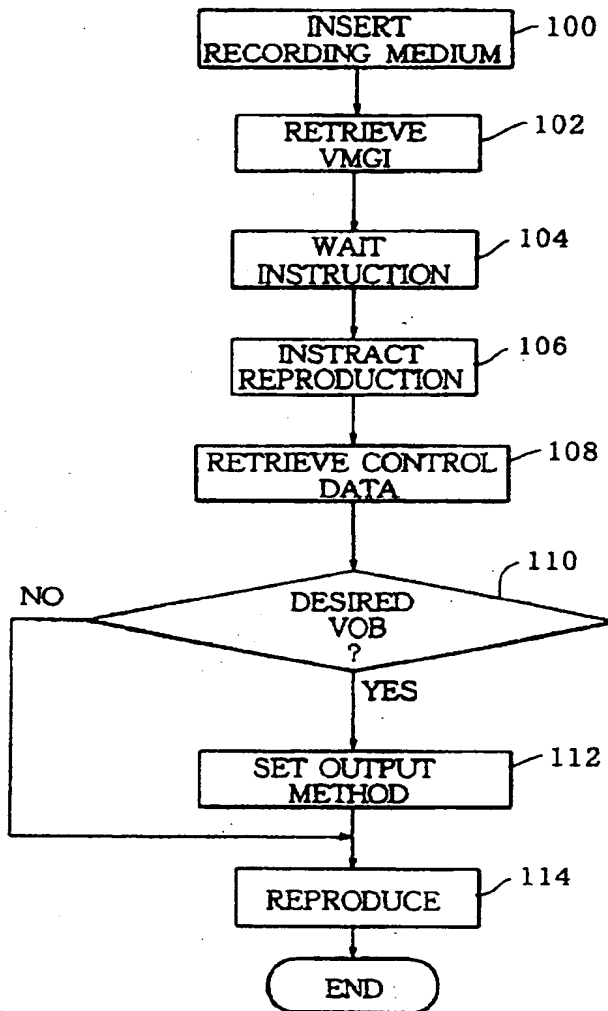 INSERT
RECORDING MEDIUM
100
RETRIEVE
VMGI
102
WAIT
INSTRUCTION
104
INSTRACT
REPRODUCTION
106
RETRIEVE CONTROL
DATA
108
110
NO
DESIRED
VOB
?
YES
SET OUTPUT
METHOD
112
REPRODUCE
114
END